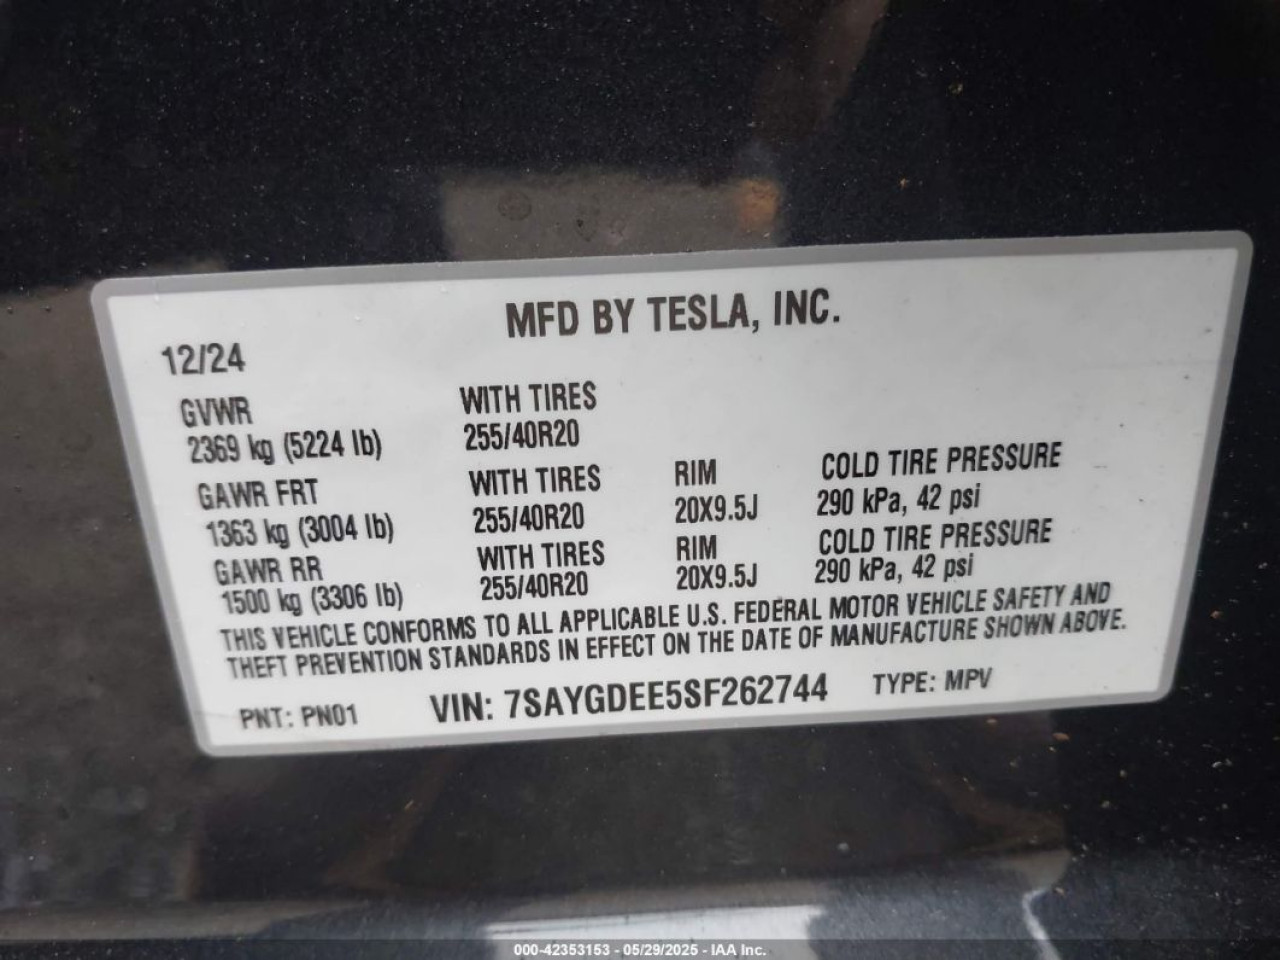 MFD BY TESLA, INC.
12/24
GVWR WITH TIRES
2369 kg (5224 lb) 255/40R20
GAWR FRT WITH TIRES RIM COLD TIRE PRESSURE
1363 kg (3004 lb) 255/40R20 20X9.5J 290 kPa, 42 psi
GAWR RR WITH TIRES RIM COLD TIRE PRESSURE
1500 kg (3306 lb) 255/40R20 20X9.5J 290 kPa, 42 psi
THIS VEHICLE CONFORMS TO ALL APPLICABLE U.S. FEDERAL MOTOR VEHICLE SAFETY AND
THEFT PREVENTION STANDARDS IN EFFECT ON THE DATE OF MANUFACTURE SHOWN ABOVE.
PNT: PN01 VIN: 7SAYGDEE5SF262744 TYPE: MPV
000-42353153 - 05/29/2025 - IAA Inc.